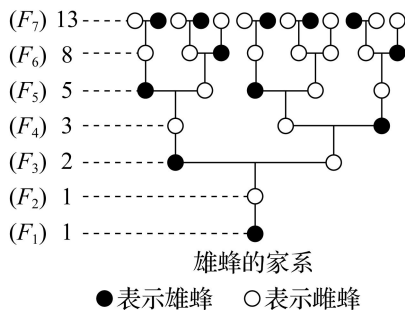 (F₇) 13
(F₆) 8
(F₅) 5
(F₄) 3
(F₃) 2
(F₂) 1
(F₁) 1
雄蜂的家系
●表示雄蜂 ○表示雌蜂